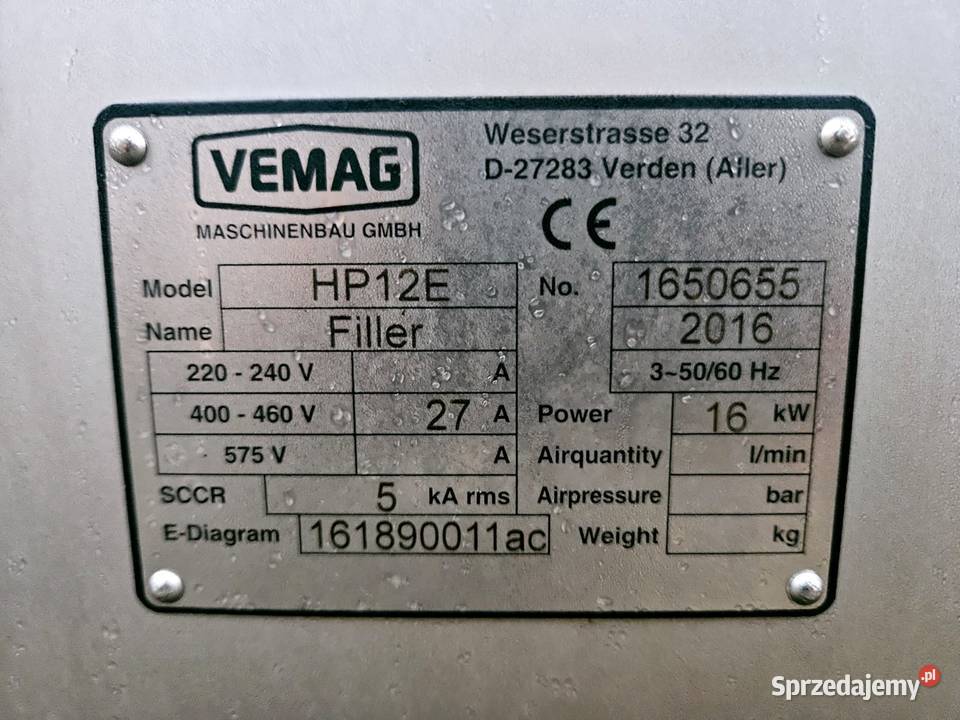 VEMAG
MASCHINENBAU GMBH
Weserstrasse 32
D-27283 Verden (Aller)
CE
Model HP12E No. 1650655
Name Filler 2016
220 - 240 V A 3~50/60 Hz
400 - 460 V 27 A Power 16 kW
575 V A Airquantity l/min
SCCR 5 kA rms Airpressure bar
E-Diagram 161890011ac Weight kg
Sprzedajemy.pl